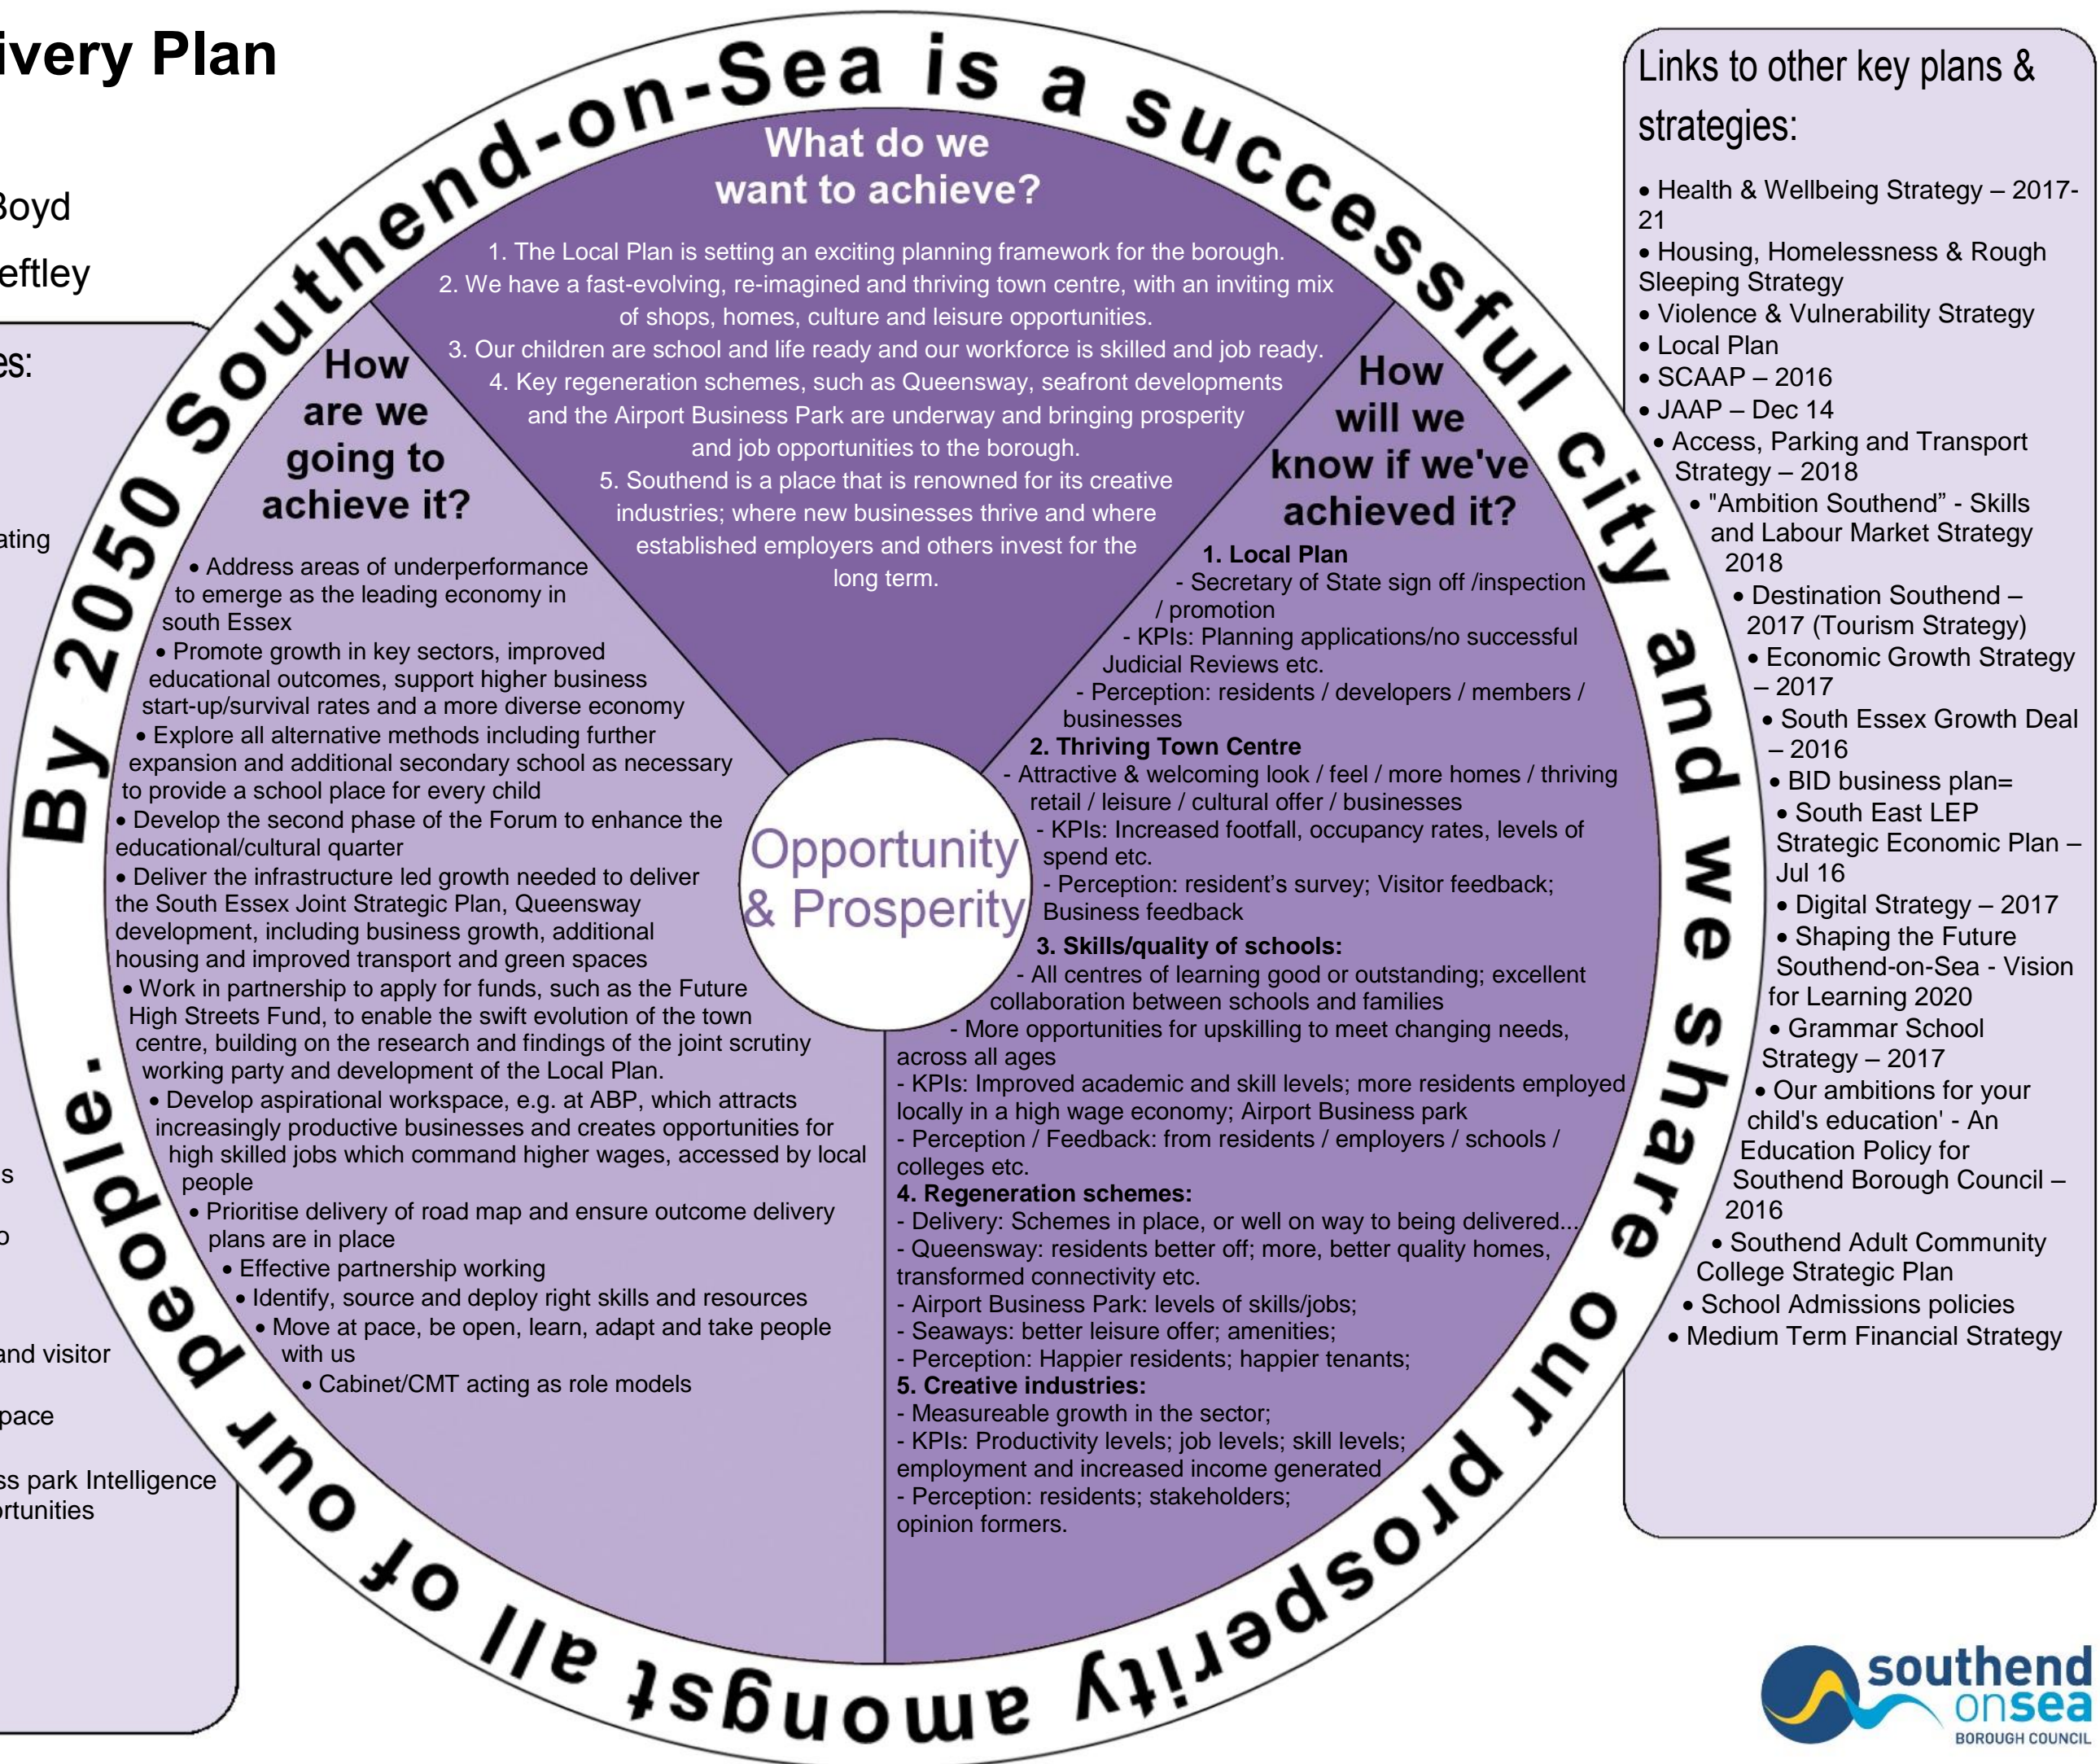 ivery Plan
Boyd
eftley
es:
ating
s
o
and visitor
pace
ss park Intelligence
ortunities
By 2050 Southend-on-Sea is a successful city and we share our prosperity amongst all of our people.
What do we
want to achieve?
1. The Local Plan is setting an exciting planning framework for the borough.
2. We have a fast-evolving, re-imagined and thriving town centre, with an inviting mix
of shops, homes, culture and leisure opportunities.
3. Our children are school and life ready and our workforce is skilled and job ready.
4. Key regeneration schemes, such as Queensway, seafront developments
and the Airport Business Park are underway and bringing prosperity
and job opportunities to the borough.
5. Southend is a place that is renowned for its creative
industries; where new businesses thrive and where
established employers and others invest for the
long term.
How
are we
going to
achieve it?
• Address areas of underperformance
to emerge as the leading economy in
south Essex
• Promote growth in key sectors, improved
educational outcomes, support higher business
start-up/survival rates and a more diverse economy
• Explore all alternative methods including further
expansion and additional secondary school as necessary
to provide a school place for every child
• Develop the second phase of the Forum to enhance the
educational/cultural quarter
• Deliver the infrastructure led growth needed to deliver
the South Essex Joint Strategic Plan, Queensway
development, including business growth, additional
housing and improved transport and green spaces
• Work in partnership to apply for funds, such as the Future
High Streets Fund, to enable the swift evolution of the town
centre, building on the research and findings of the joint scrutiny
working party and development of the Local Plan.
• Develop aspirational workspace, e.g. at ABP, which attracts
increasingly productive businesses and creates opportunities for
high skilled jobs which command higher wages, accessed by local
people
• Prioritise delivery of road map and ensure outcome delivery
plans are in place
• Effective partnership working
• Identify, source and deploy right skills and resources
• Move at pace, be open, learn, adapt and take people
with us
• Cabinet/CMT acting as role models
Opportunity
& Prosperity
How
will we
know if we've
achieved it?
1. Local Plan
- Secretary of State sign off /inspection
/ promotion
- KPIs: Planning applications/no successful
Judicial Reviews etc.
- Perception: residents / developers / members /
businesses
2. Thriving Town Centre
- Attractive & welcoming look / feel / more homes / thriving
retail / leisure / cultural offer / businesses
- KPIs: Increased footfall, occupancy rates, levels of
spend etc.
- Perception: resident's survey; Visitor feedback;
Business feedback
3. Skills/quality of schools:
- All centres of learning good or outstanding; excellent
collaboration between schools and families
- More opportunities for upskilling to meet changing needs,
across all ages
- KPIs: Improved academic and skill levels; more residents employed
locally in a high wage economy; Airport Business park
- Perception / Feedback: from residents / employers / schools /
colleges etc.
4. Regeneration schemes:
- Delivery: Schemes in place, or well on way to being delivered...
- Queensway: residents better off; more, better quality homes,
transformed connectivity etc.
- Airport Business Park: levels of skills/jobs;
- Seaways: better leisure offer; amenities;
- Perception: Happier residents; happier tenants;
5. Creative industries:
- Measureable growth in the sector;
- KPIs: Productivity levels; job levels; skill levels;
employment and increased income generated
- Perception: residents; stakeholders;
opinion formers.
Links to other key plans &
strategies:
• Health & Wellbeing Strategy – 2017-
21
• Housing, Homelessness & Rough
Sleeping Strategy
• Violence & Vulnerability Strategy
• Local Plan
• SCAAP – 2016
• JAAP – Dec 14
• Access, Parking and Transport
Strategy – 2018
• "Ambition Southend” - Skills
and Labour Market Strategy
2018
• Destination Southend –
2017 (Tourism Strategy)
• Economic Growth Strategy
– 2017
• South Essex Growth Deal
– 2016
• BID business plan=
• South East LEP
Strategic Economic Plan –
Jul 16
• Digital Strategy – 2017
• Shaping the Future
Southend-on-Sea - Vision
for Learning 2020
• Grammar School
Strategy – 2017
• Our ambitions for your
child's education' - An
Education Policy for
Southend Borough Council –
2016
• Southend Adult Community
College Strategic Plan
• School Admissions policies
• Medium Term Financial Strategy
southend
onsea
BOROUGH COUNCIL